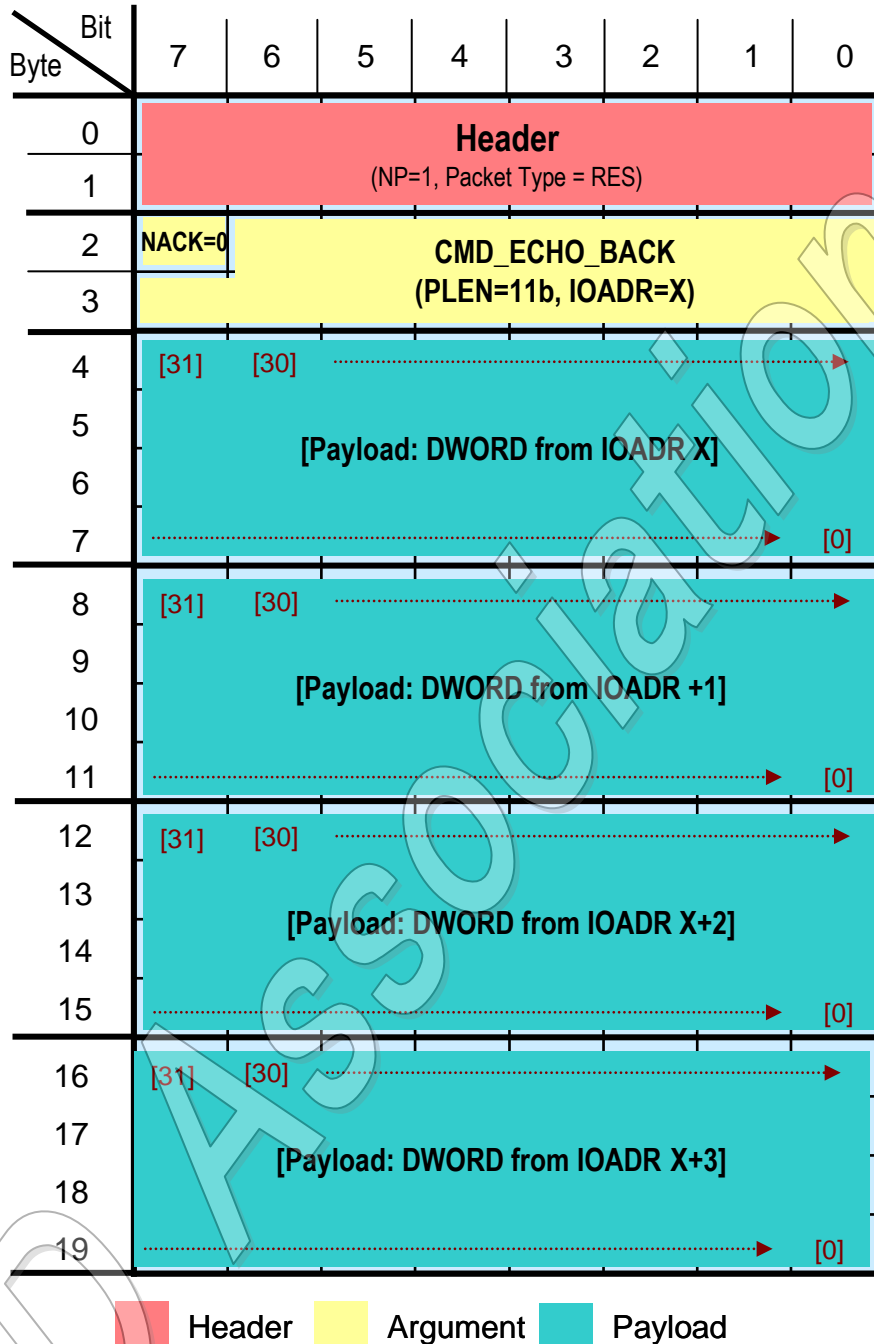 Bit
Byte
7 6 5 4 3 2 1 0
0
Header
1
(NP=1, Packet Type = RES)
2
NACK=0
CMD_ECHO_BACK
3
(PLEN=11b, IOADR=X)
4
[31] [30]
5
[Payload: DWORD from IOADR X]
6
7
[0]
8
[31] [30]
9
[Payload: DWORD from IOADR +1]
10
11
[0]
12
[31] [30]
13
[Payload: DWORD from IOADR X+2]
14
15
[0]
16
[31] [30]
17
[Payload: DWORD from IOADR X+3]
18
19
[0]
Header Argument Payload
D Association